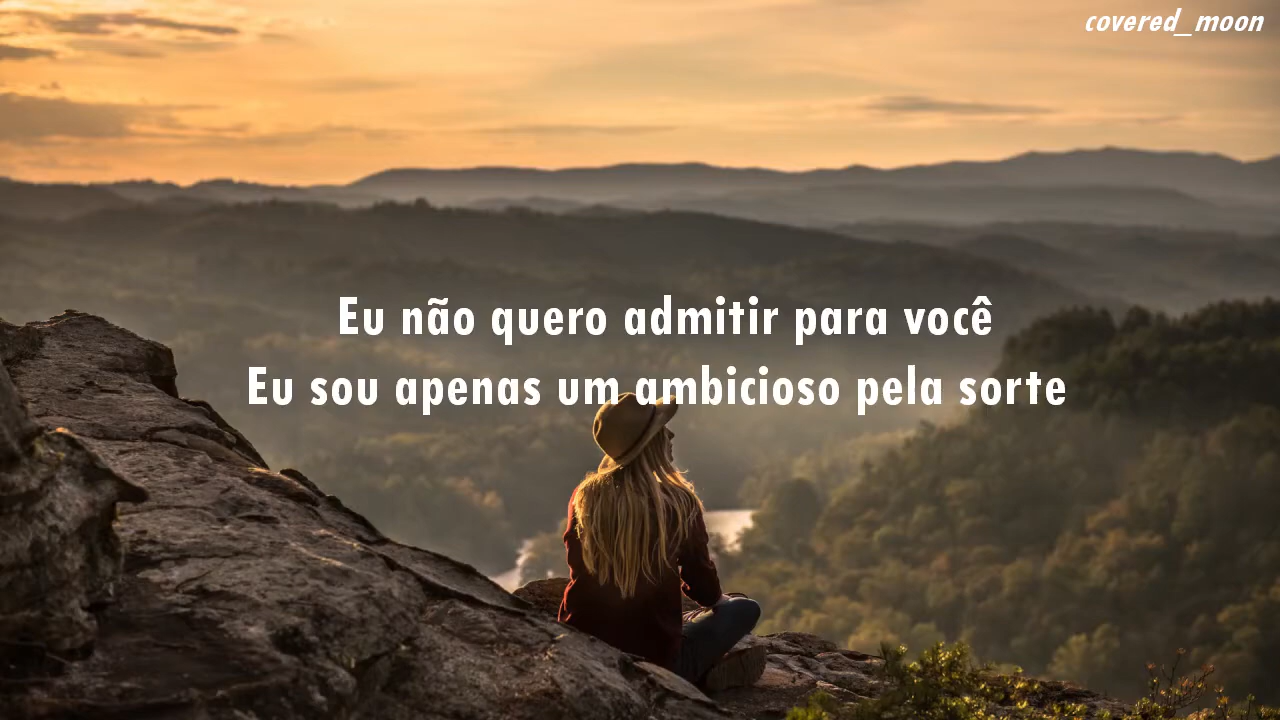 covered_moon
Eu não quero admitir para você
Eu sou apenas um ambicioso pela sorte